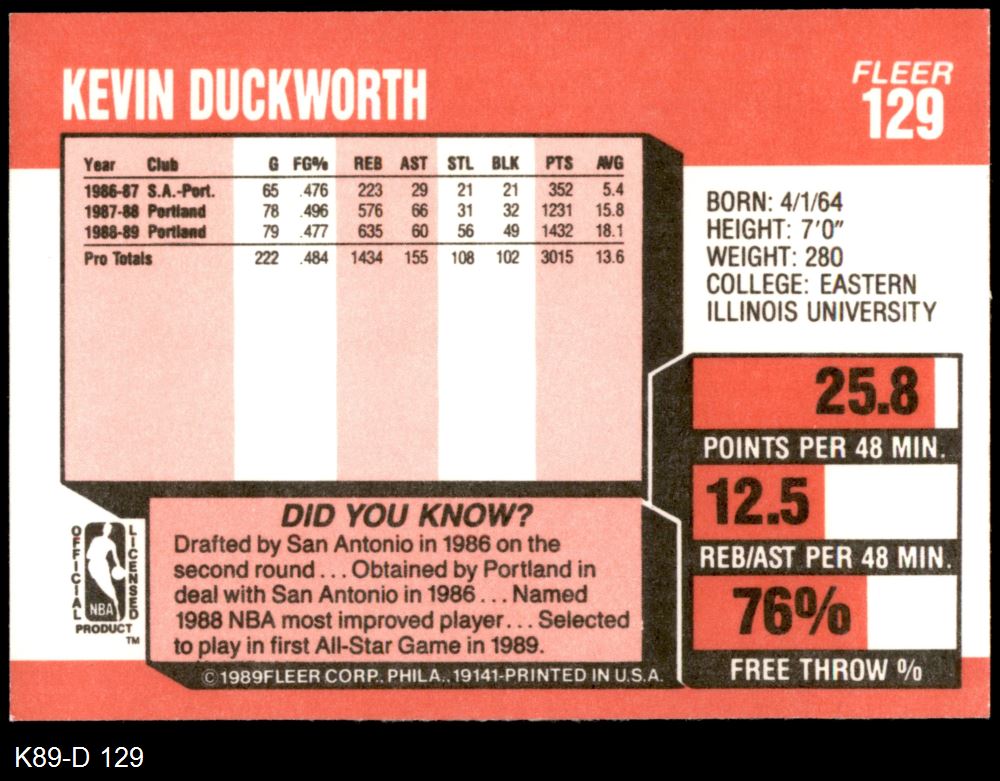 KEVIN DUCKWORTH
FLEER
129
Year Club G FG% REB AST STL BLK PTS AVG
1986-87 S.A.-Port. 65 .476 223 29 21 21 352 5.4
1987-88 Portland 78 .496 576 66 31 32 1231 15.8
1988-89 Portland 79 .477 635 60 56 49 1432 18.1
Pro Totals 222 .484 1434 155 108 102 3015 13.6
BORN: 4/1/64
HEIGHT: 7'0"
WEIGHT: 280
COLLEGE: EASTERN
ILLINOIS UNIVERSITY
25.8
POINTS PER 48 MIN.
12.5
REB/AST PER 48 MIN.
76%
FREE THROW %
DID YOU KNOW?
Drafted by San Antonio in 1986 on the
second round...Obtained by Portland in
deal with San Antonio in 1986... Named
1988 NBA most improved player... Selected
to play in first All-Star Game in 1989.
OFFICIAL
LICENSED
NBA
PRODUCT
TM
©1989FLEER CORP. PHILA., 19141-PRINTED IN U.S.A.
K89-D 129